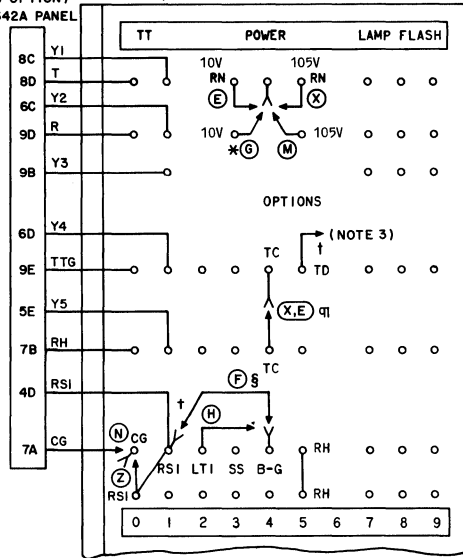 OPTION)
642A PANEL
TT POWER LAMP FLASH
8C Y1 10V 105V
8D T RN RN
E X
6C Y2
9D R 10V 105V
*G M
9B Y3
OPTIONS
6D Y4 (NOTE 3)
TC †
9E TTG TD
5E Y5 X,E ¶
7B RH
TC
4D RSI F §
† H
7A CG N CG RSI LTI SS B-G RH
Z
RSI RH
0 1 2 3 4 5 6 7 8 9